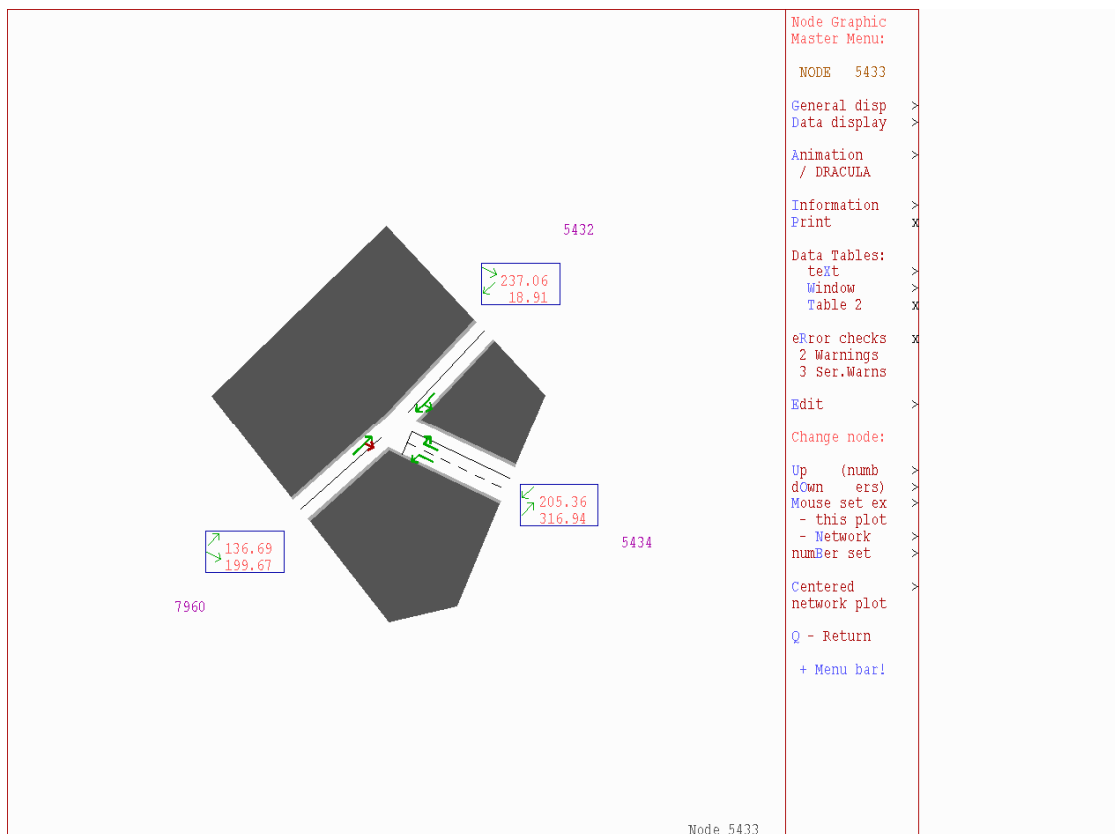 5432
237.06
18.91
205.36
316.94
5434
136.69
199.67
7960
Node 5433
Node Graphic
Master Menu:
NODE 5433
General disp >
Data display >
Animation >
/ DRACULA
Information >
Print x
Data Tables:
teXt >
Window >
Table 2 x
eRror checks x
2 Warnings
3 Ser.Warns
Edit >
Change node:
Up (numb >
dOwn ers) >
Mouse set ex >
- this plot
- Network >
numBer set >
Centered >
network plot
Q - Return
+ Menu bar!